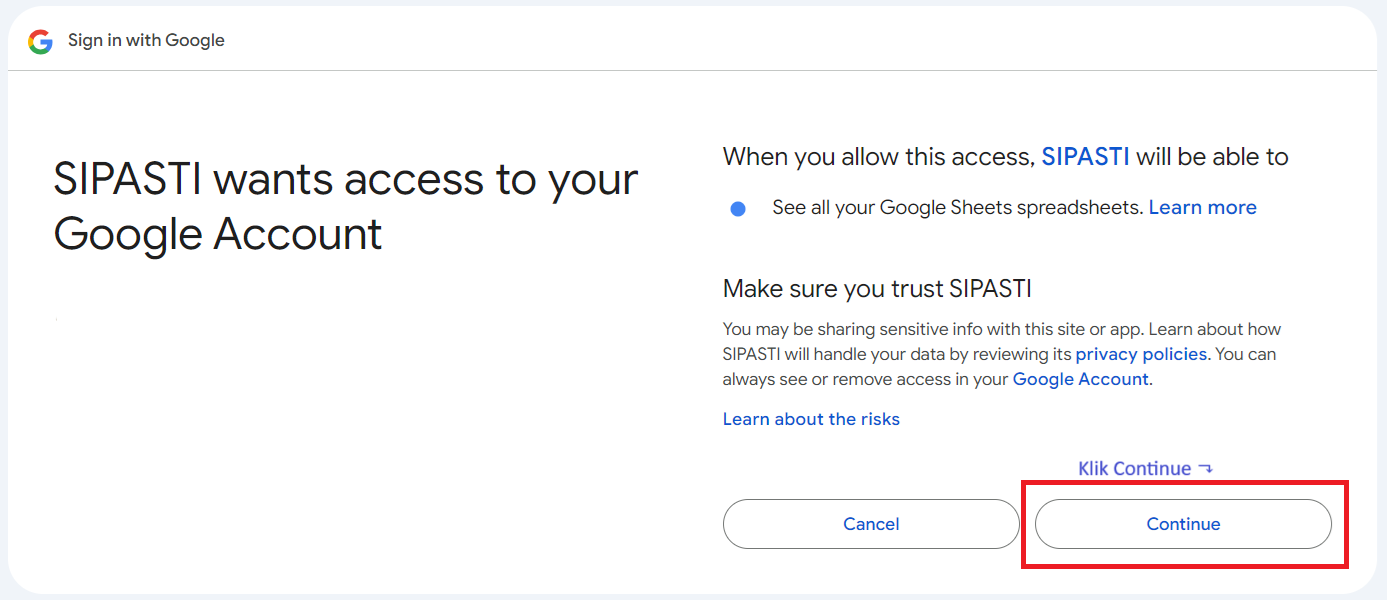 Sign in with Google
SIPASTI wants access to your
Google Account
When you allow this access, SIPASTI will be able to
See all your Google Sheets spreadsheets. Learn more
Make sure you trust SIPASTI
You may be sharing sensitive info with this site or app. Learn about how
SIPASTI will handle your data by reviewing its privacy policies. You can
always see or remove access in your Google Account.
Learn about the risks
Klik Continue
Cancel
Continue